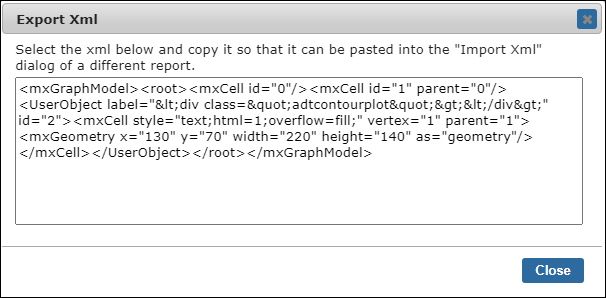 Export Xml
Select the xml below and copy it so that it can be pasted into the "Import Xml"
dialog of a different report.
<mxGraphModel><root><mxCell id="0"/><mxCell id="1" parent="0"/>
<UserObject label="&lt;div class=&quot;adtcontourplot&quot;&gt;&lt;/div&gt;"
id="2"><mxCell style="text;html=1;overflow=fill;" vertex="1" parent="1">
<mxGeometry x="130" y="70" width="220" height="140" as="geometry"/>
</mxCell></UserObject></root></mxGraphModel>
Close